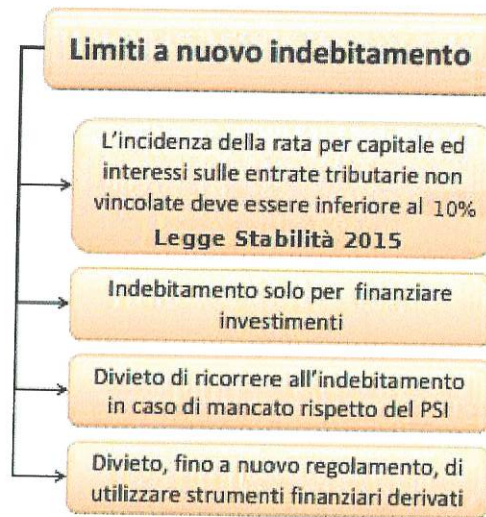 Limiti a nuovo indebitamento
L'incidenza della rata per capitale ed
interessi sulle entrate tributarie non
vincolate deve essere inferiore al 10%
Legge Stabilità 2015
Indebitamento solo per finanziare
investimenti
Divieto di ricorrere all'indebitamento
in caso di mancato rispetto del PSI
Divieto, fino a nuovo regolamento, di
utilizzare strumenti finanziari derivati